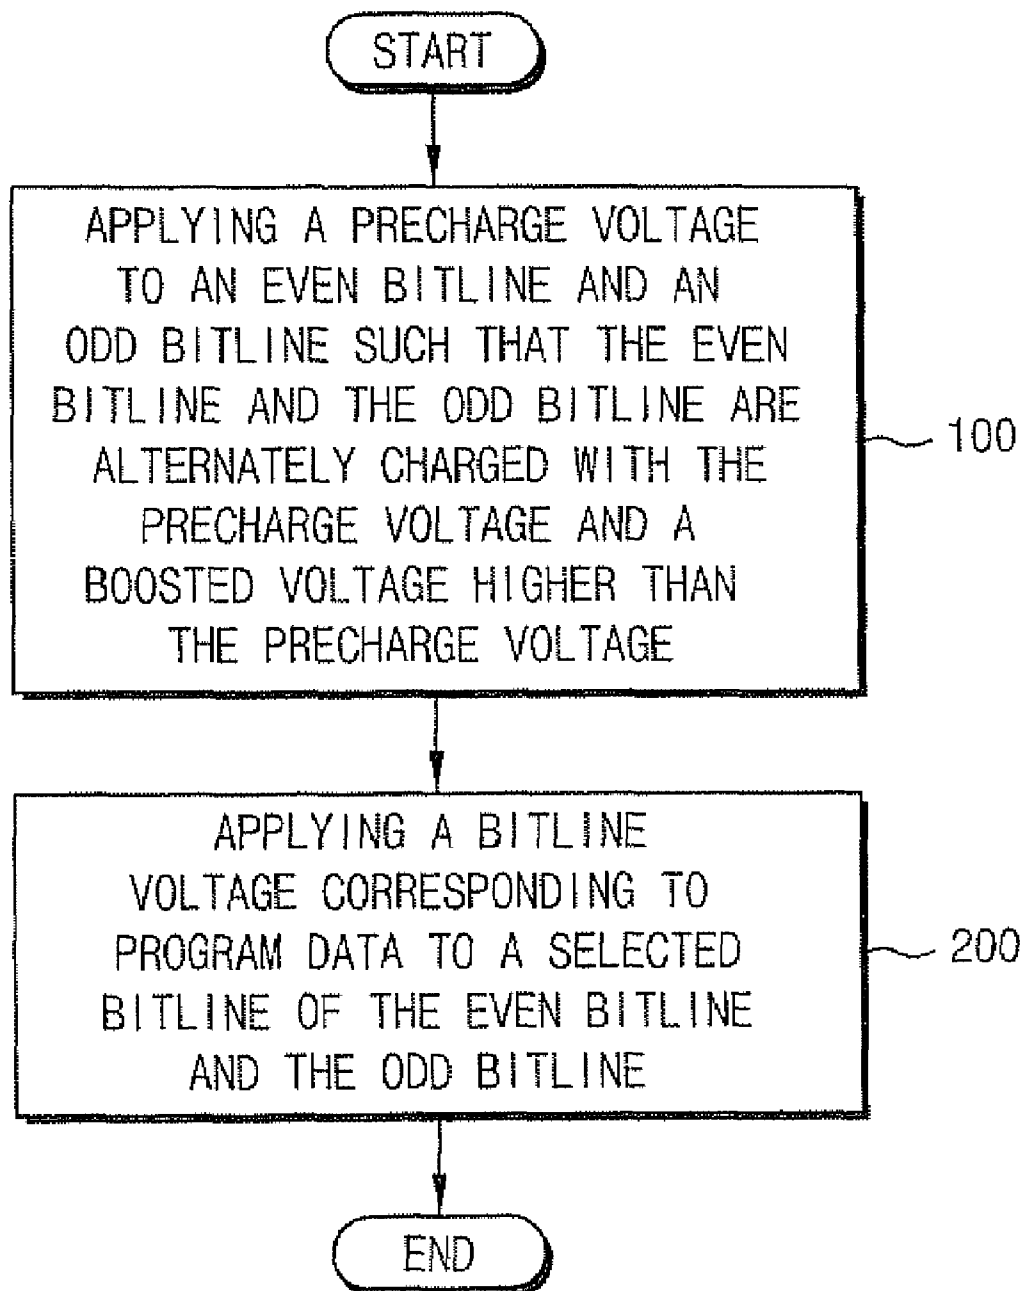 START
APPLYING A PRECHARGE VOLTAGE
TO AN EVEN BITLINE AND AN
ODD BITLINE SUCH THAT THE EVEN
BITLINE AND THE ODD BITLINE ARE
ALTERNATELY CHARGED WITH THE
PRECHARGE VOLTAGE AND A
BOOSTED VOLTAGE HIGHER THAN
THE PRECHARGE VOLTAGE
100
APPLYING A BITLINE
VOLTAGE CORRESPONDING TO
PROGRAM DATA TO A SELECTED
BITLINE OF THE EVEN BITLINE
AND THE ODD BITLINE
200
END